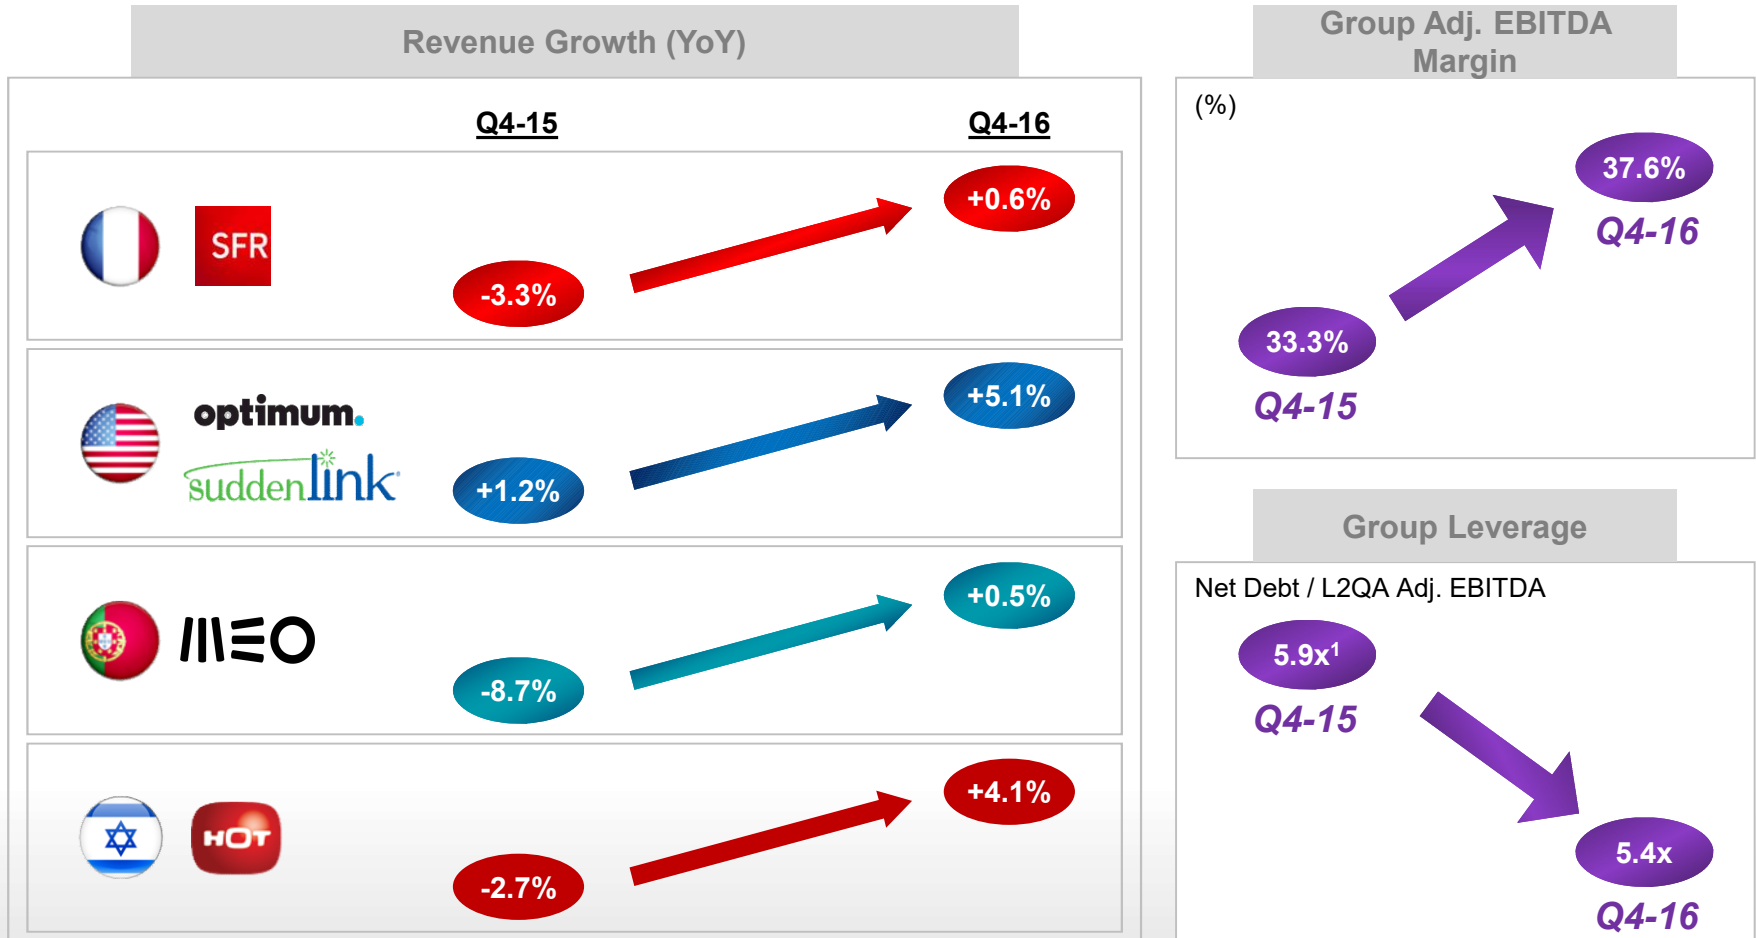 Revenue Growth (YoY)
Q4-15
Q4-16
SFR
-3.3%
+0.6%
optimum.
suddenlink
+1.2%
+5.1%
MEO
-8.7%
+0.5%
HOT
-2.7%
+4.1%
Group Adj. EBITDA
Margin
(%)
37.6%
Q4-16
33.3%
Q4-15
Group Leverage
Net Debt / L2QA Adj. EBITDA
5.9x¹
Q4-15
5.4x
Q4-16